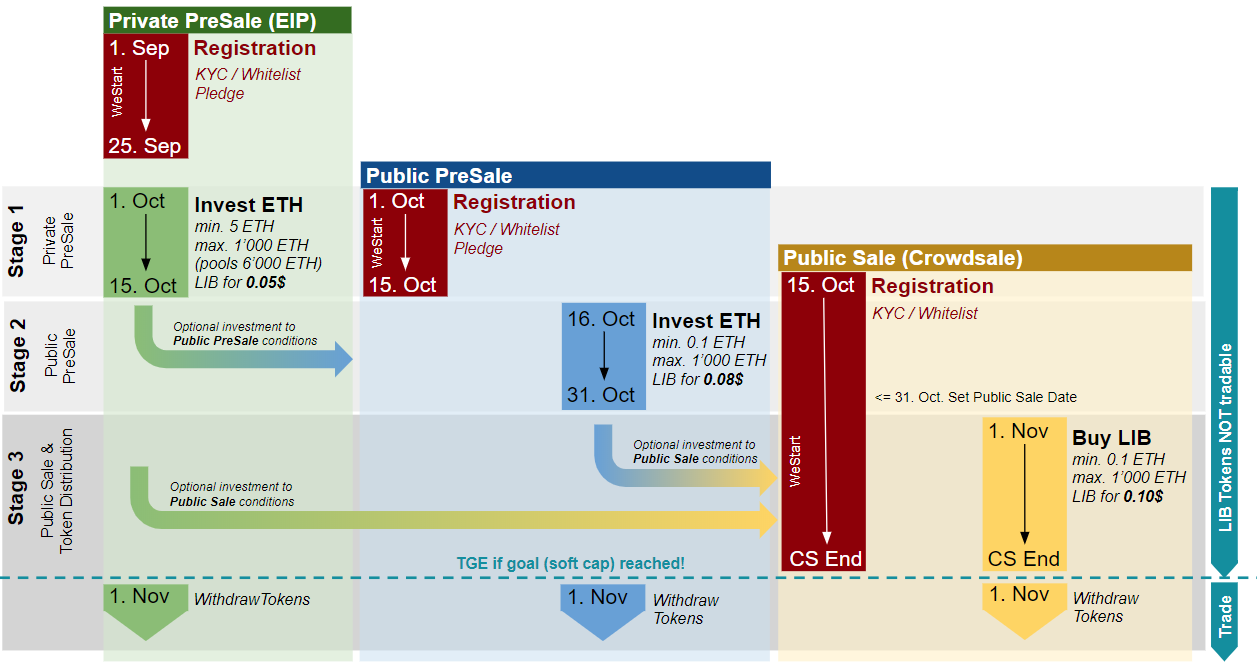 Private PreSale (EIP)
1. Sep
WeStart
25. Sep
Registration
KYC / Whitelist
Pledge
Public PreSale
Stage 1
Private
PreSale
1. Oct
15. Oct
Invest ETH
min. 5 ETH
max. 1'000 ETH
(pools 6'000 ETH)
LIB for 0.05$
1. Oct
WeStart
15. Oct
Registration
KYC / Whitelist
Pledge
Public Sale (Crowdsale)
15. Oct
WeStart
CS End
Registration
KYC / Whitelist
Stage 2
Public
PreSale
Optional investment to
Public PreSale conditions
16. Oct
31. Oct
Invest ETH
min. 0.1 ETH
max. 1'000 ETH
LIB for 0.08$
<= 31. Oct. Set Public Sale Date
Stage 3
Public Sale &
Token Distribution
Optional investment to
Public Sale conditions
Optional investment to
Public Sale conditions
1. Nov
CS End
Buy LIB
min. 0.1 ETH
max. 1'000 ETH
LIB for 0.10$
TGE if goal (soft cap) reached!
LIB Tokens NOT tradable
1. Nov
WithdrawTokens
1. Nov
Withdraw
Tokens
1. Nov
Withdraw
Tokens
Trade